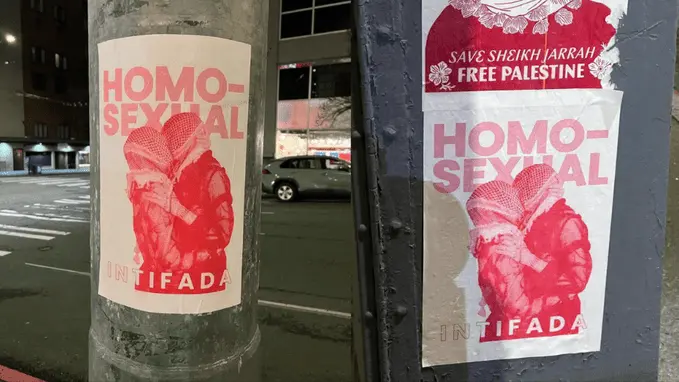 HOMO-
SEXUAL
INTIFADA
SAVE SHEIKH JARRAH
FREE PALESTINE
HOMO-
SEXUAL
INTIFADA